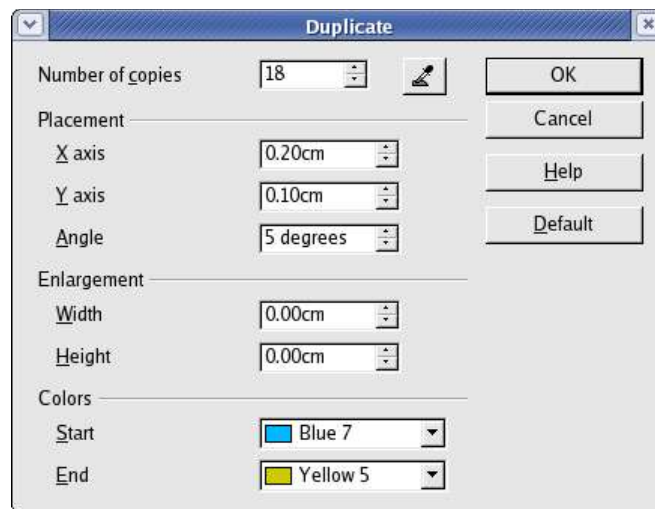 Duplicate
Number of copies 18 OK
Placement Cancel
X axis 0.20cm
Y axis 0.10cm Help
Angle 5 degrees Default
Enlargement
Width 0.00cm
Height 0.00cm
Colors
Start Blue 7
End Yellow 5